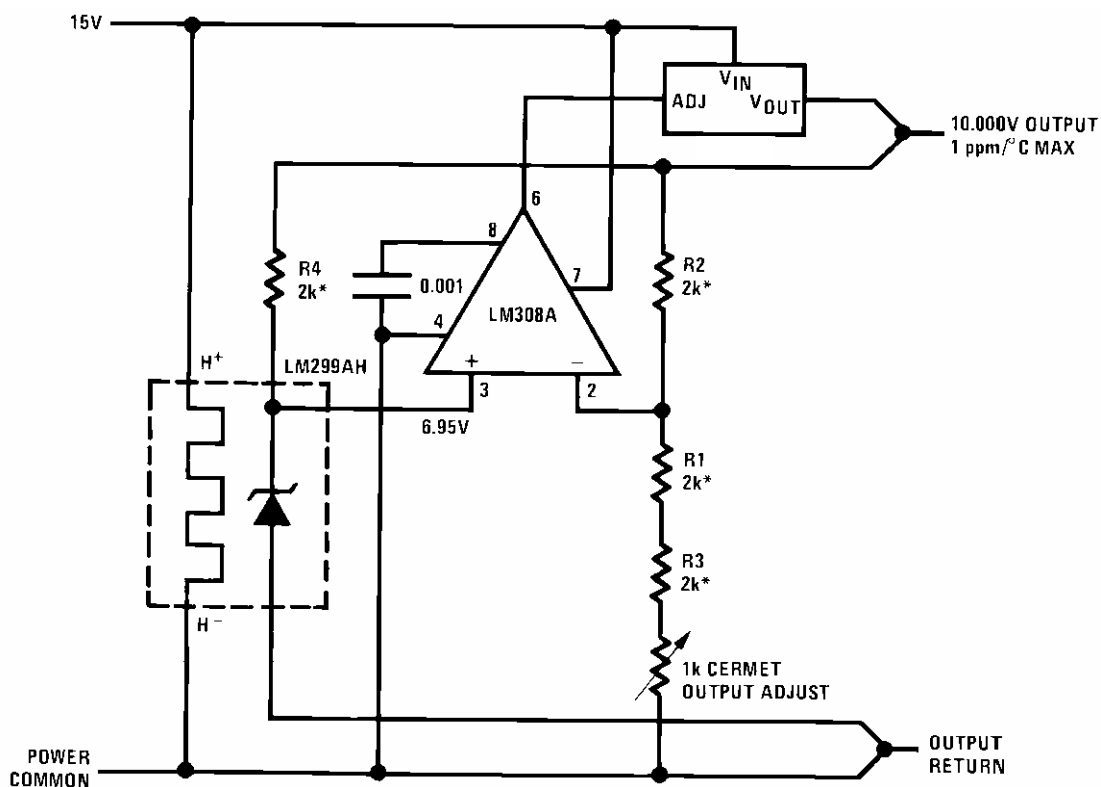 15V
VIN
ADJ
VOUT
10.000V OUTPUT
1 ppm/°C MAX
6
8
R4
2k*
0.001
7
R2
2k*
4
LM308A
H+
LM299AH
+
−
3
2
6.95V
R1
2k*
R3
2k*
H−
1k CERMET
OUTPUT ADJUST
POWER
COMMON
OUTPUT
RETURN